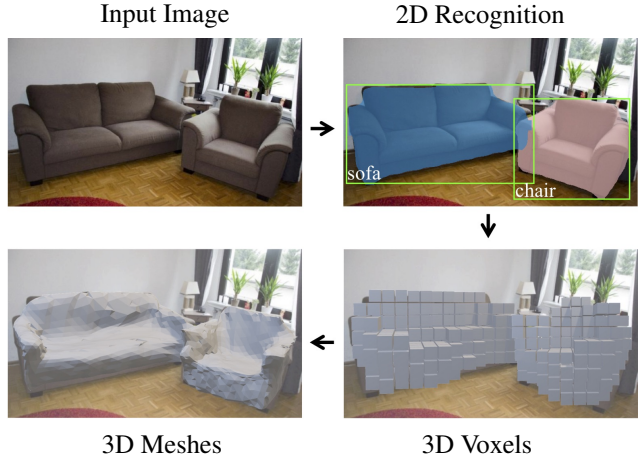 Input Image
2D Recognition
sofa
chair
3D Meshes
3D Voxels